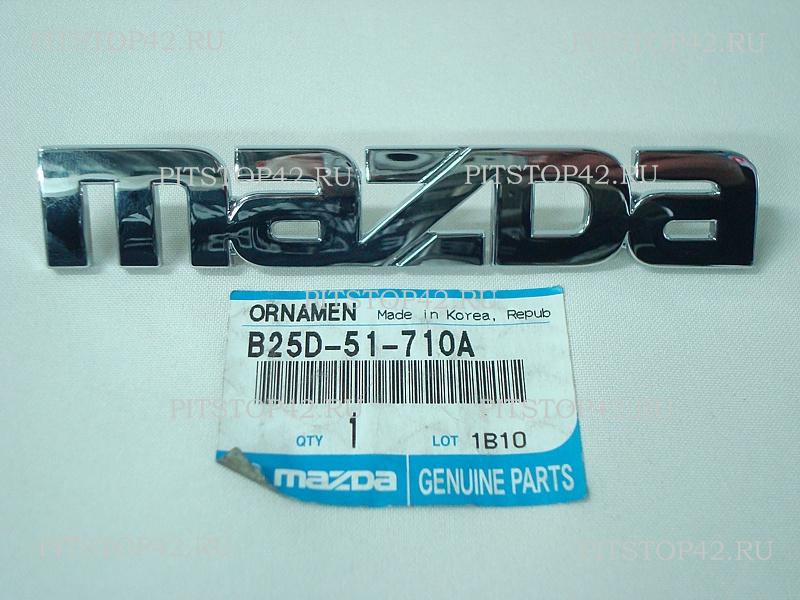 PITSTOP42.RU PITSTOP42.RU
mazda
PITSTOP42.RU PITSTOP42.RU
PITSTOP42.RU
ORNAMEN Made in Korea, Repub
B25D-51-710A
PITSTOP42.RU PITSTOP42.RU
QTY 1 LOT 1B10
mazda GENUINE PARTS
PITSTOP42.RU PITSTOP42.RU